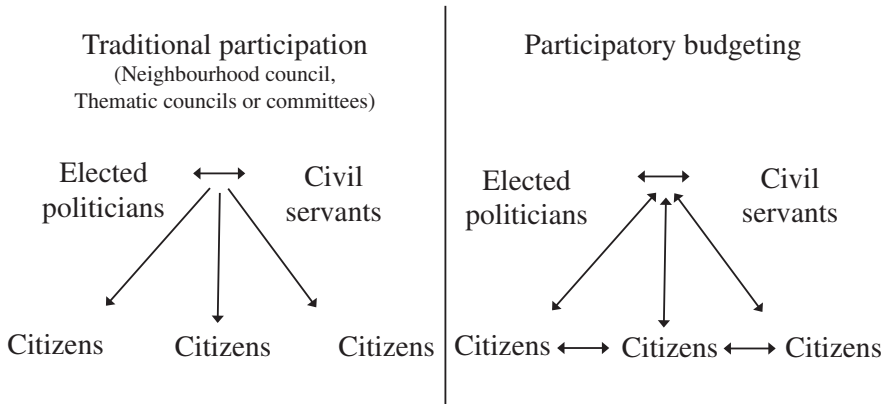 Traditional participation
(Neighbourhood council,
Thematic councils or committees)
Elected
politicians
Civil
servants
Citizens
Citizens
Citizens
Participatory budgeting
Elected
politicians
Civil
servants
Citizens
Citizens
Citizens